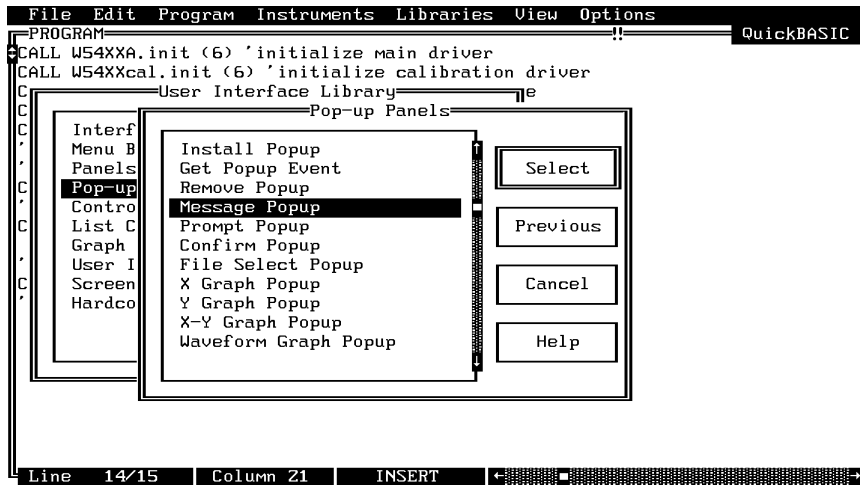 File Edit Program Instruments Libraries View Options
PROGRAM
QuickBASIC
CALL W54XXA.init (6) 'initialize main driver
CALL W54XXcal.init (6) 'initialize calibration driver
C User Interface Library e
C Pop-up Panels
C Interf
' Menu B
' Panels
C Pop-up
' Contro
C List C
Graph
' User I
C Screen
' Hardco
Install Popup
Get Popup Event
Remove Popup
Message Popup
Prompt Popup
Confirm Popup
File Select Popup
X Graph Popup
Y Graph Popup
X-Y Graph Popup
Waveform Graph Popup
Select
Previous
Cancel
Help
Line 14/15 Column 21 INSERT